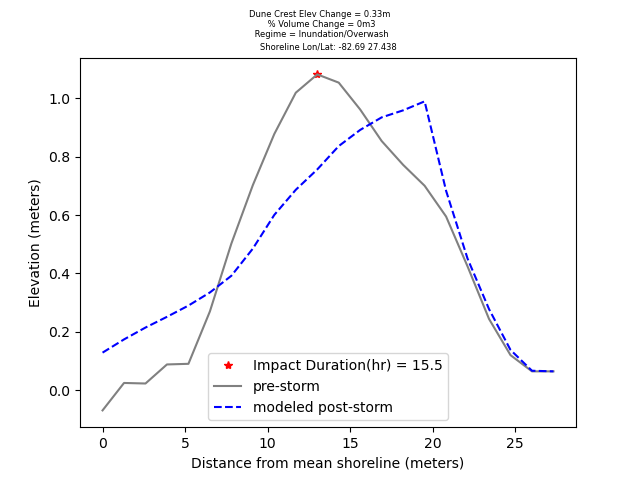 Dune Crest Elev Change = 0.33m
% Volume Change = 0m3
Regime = Inundation/Overwash
Shoreline Lon/Lat: -82.69 27.438
1.0
0.8
0.6
0.4
0.2
0.0
Elevation (meters)
Impact Duration(hr) = 15.5
pre-storm
modeled post-storm
0 5 10 15 20 25
Distance from mean shoreline (meters)